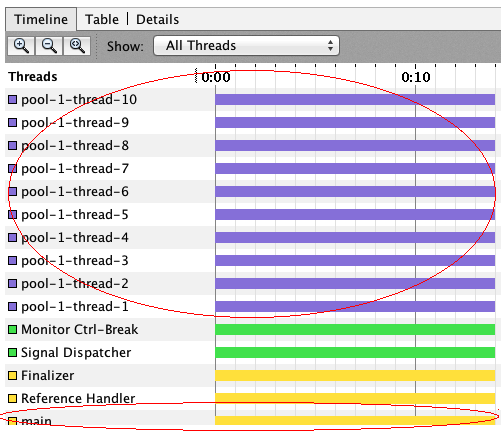 Timeline Table Details
Show: All Threads
Threads 0:00 0:10
pool-1-thread-10
pool-1-thread-9
pool-1-thread-8
pool-1-thread-7
pool-1-thread-6
pool-1-thread-5
pool-1-thread-4
pool-1-thread-3
pool-1-thread-2
pool-1-thread-1
Monitor Ctrl-Break
Signal Dispatcher
Finalizer
Reference Handler
main